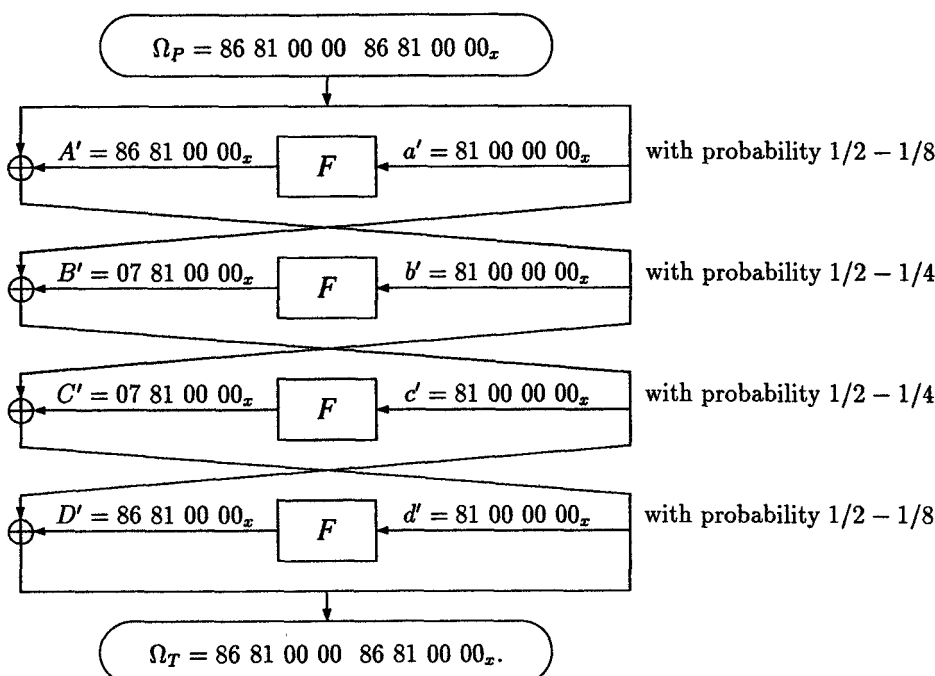 Ω_P = 86 81 00 00 86 81 00 00_x
A' = 86 81 00 00_x F a' = 81 00 00 00_x with probability 1/2 − 1/8
B' = 07 81 00 00_x F b' = 81 00 00 00_x with probability 1/2 − 1/4
C' = 07 81 00 00_x F c' = 81 00 00 00_x with probability 1/2 − 1/4
D' = 86 81 00 00_x F d' = 81 00 00 00_x with probability 1/2 − 1/8
Ω_T = 86 81 00 00 86 81 00 00_x.